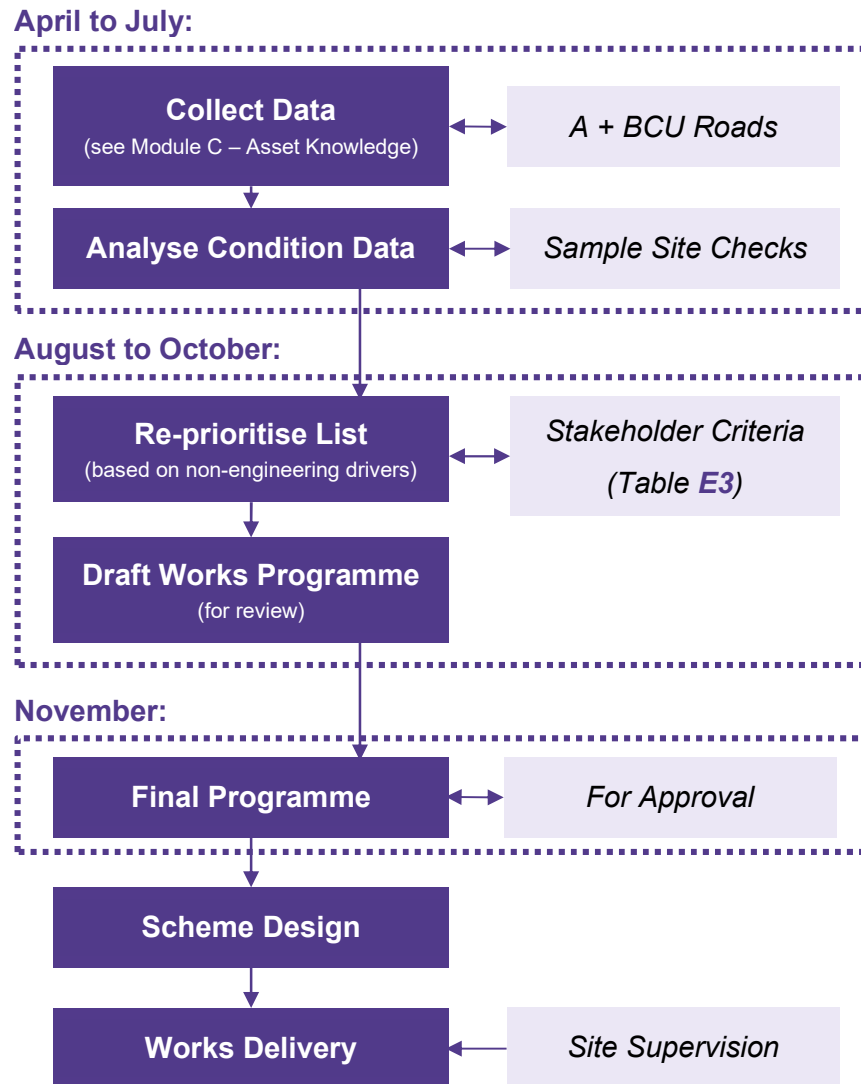 April to July:
Collect Data
(see Module C – Asset Knowledge)
A + BCU Roads
Analyse Condition Data
Sample Site Checks
August to October:
Re-prioritise List
(based on non-engineering drivers)
Stakeholder Criteria
(Table E3)
Draft Works Programme
(for review)
November:
Final Programme
For Approval
Scheme Design
Works Delivery
Site Supervision